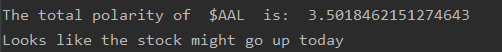 The total polarity of  $AAL  is:  3.5018462151274643
Looks like the stock might go up today